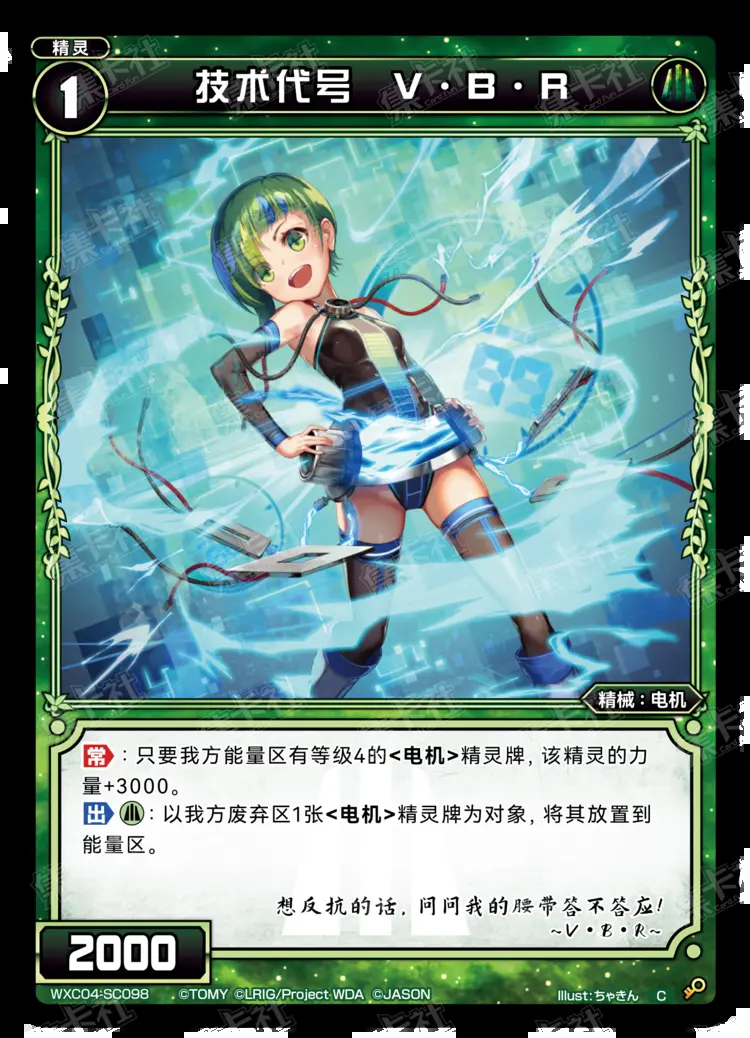 精灵
1
技术代号 V·B·R
89
精械：电机
常：只要我方能量区有等级4的<电机>精灵牌，该精灵的力
量+3000。
出：以我方废弃区1张<电机>精灵牌为对象，将其放置到
能量区。
想反抗的话，问问我的腰带答不答应！
~V·B·R~
2000
WXC04-SC098 ©TOMY ©LRIG/Project WDA ©JASON
Illust:ちゃきん C
集卡社